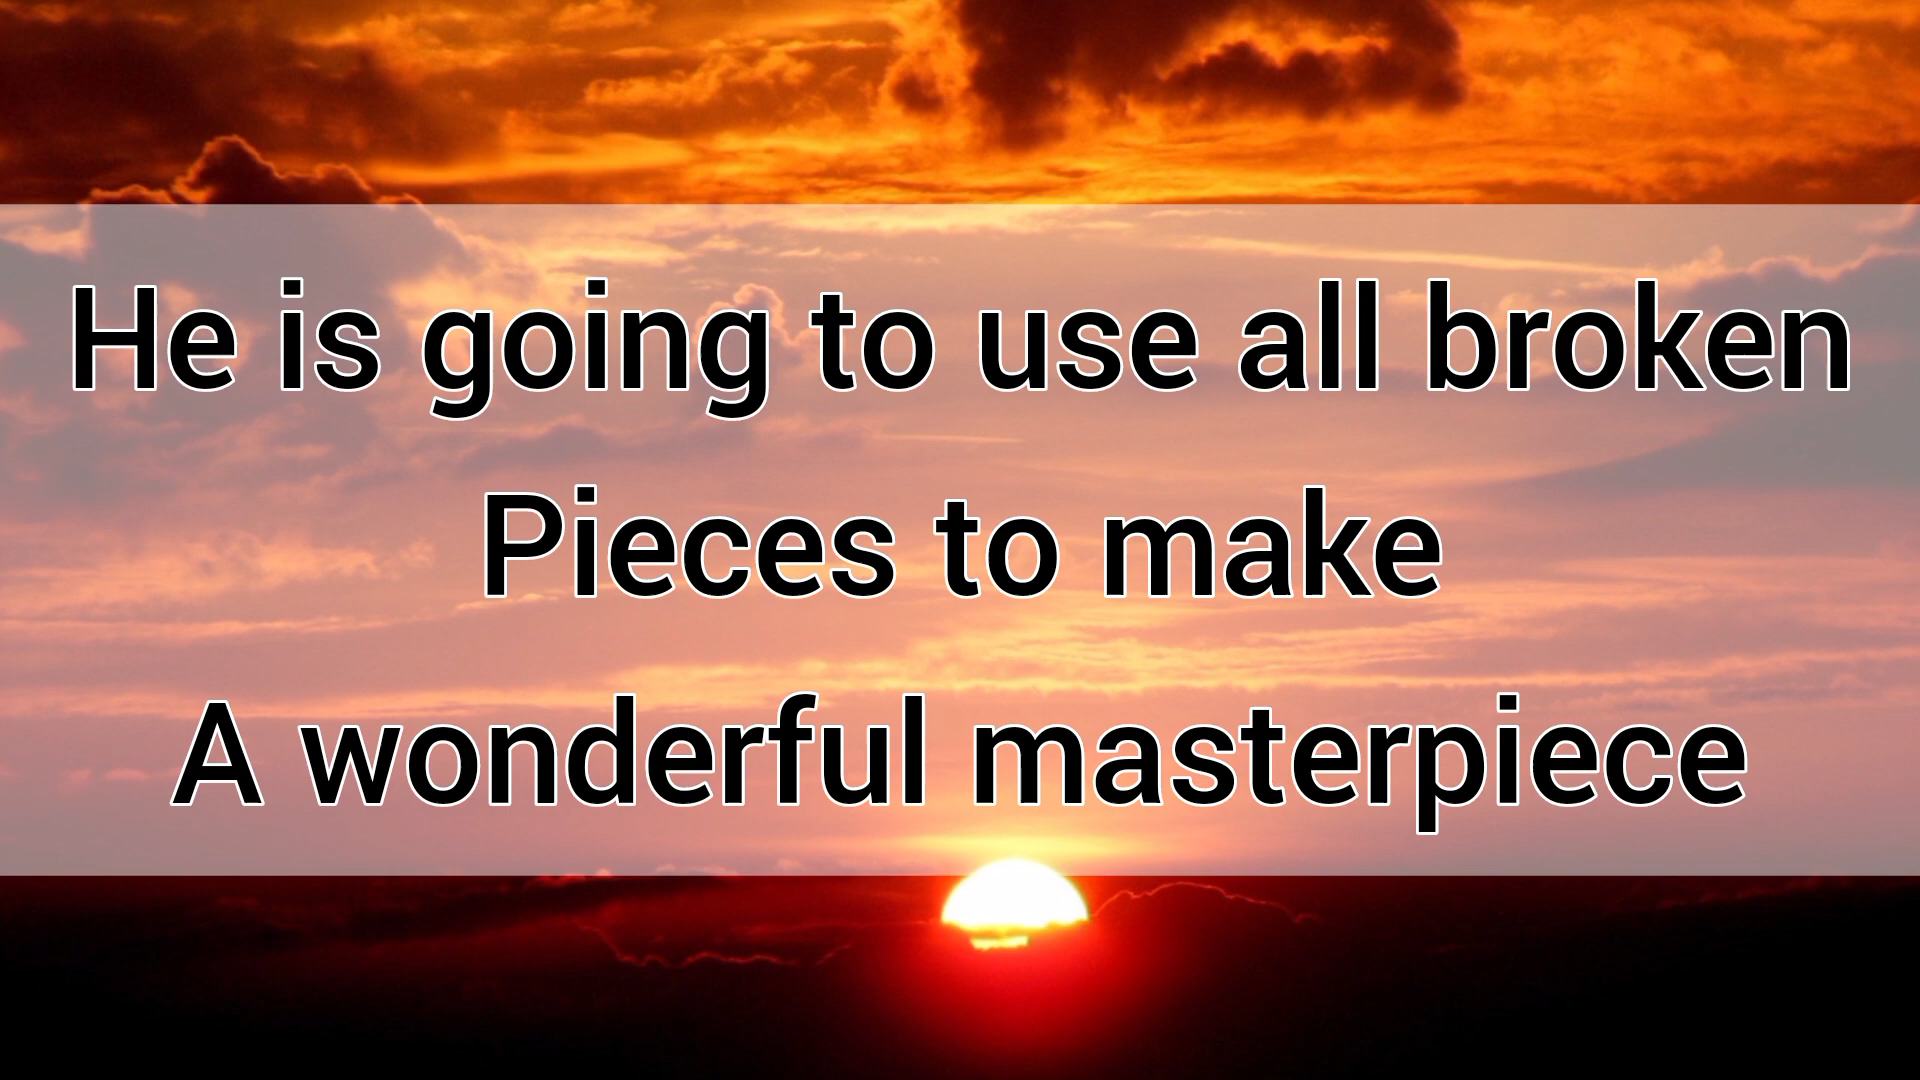 He is going to use all broken
Pieces to make
A wonderful masterpiece